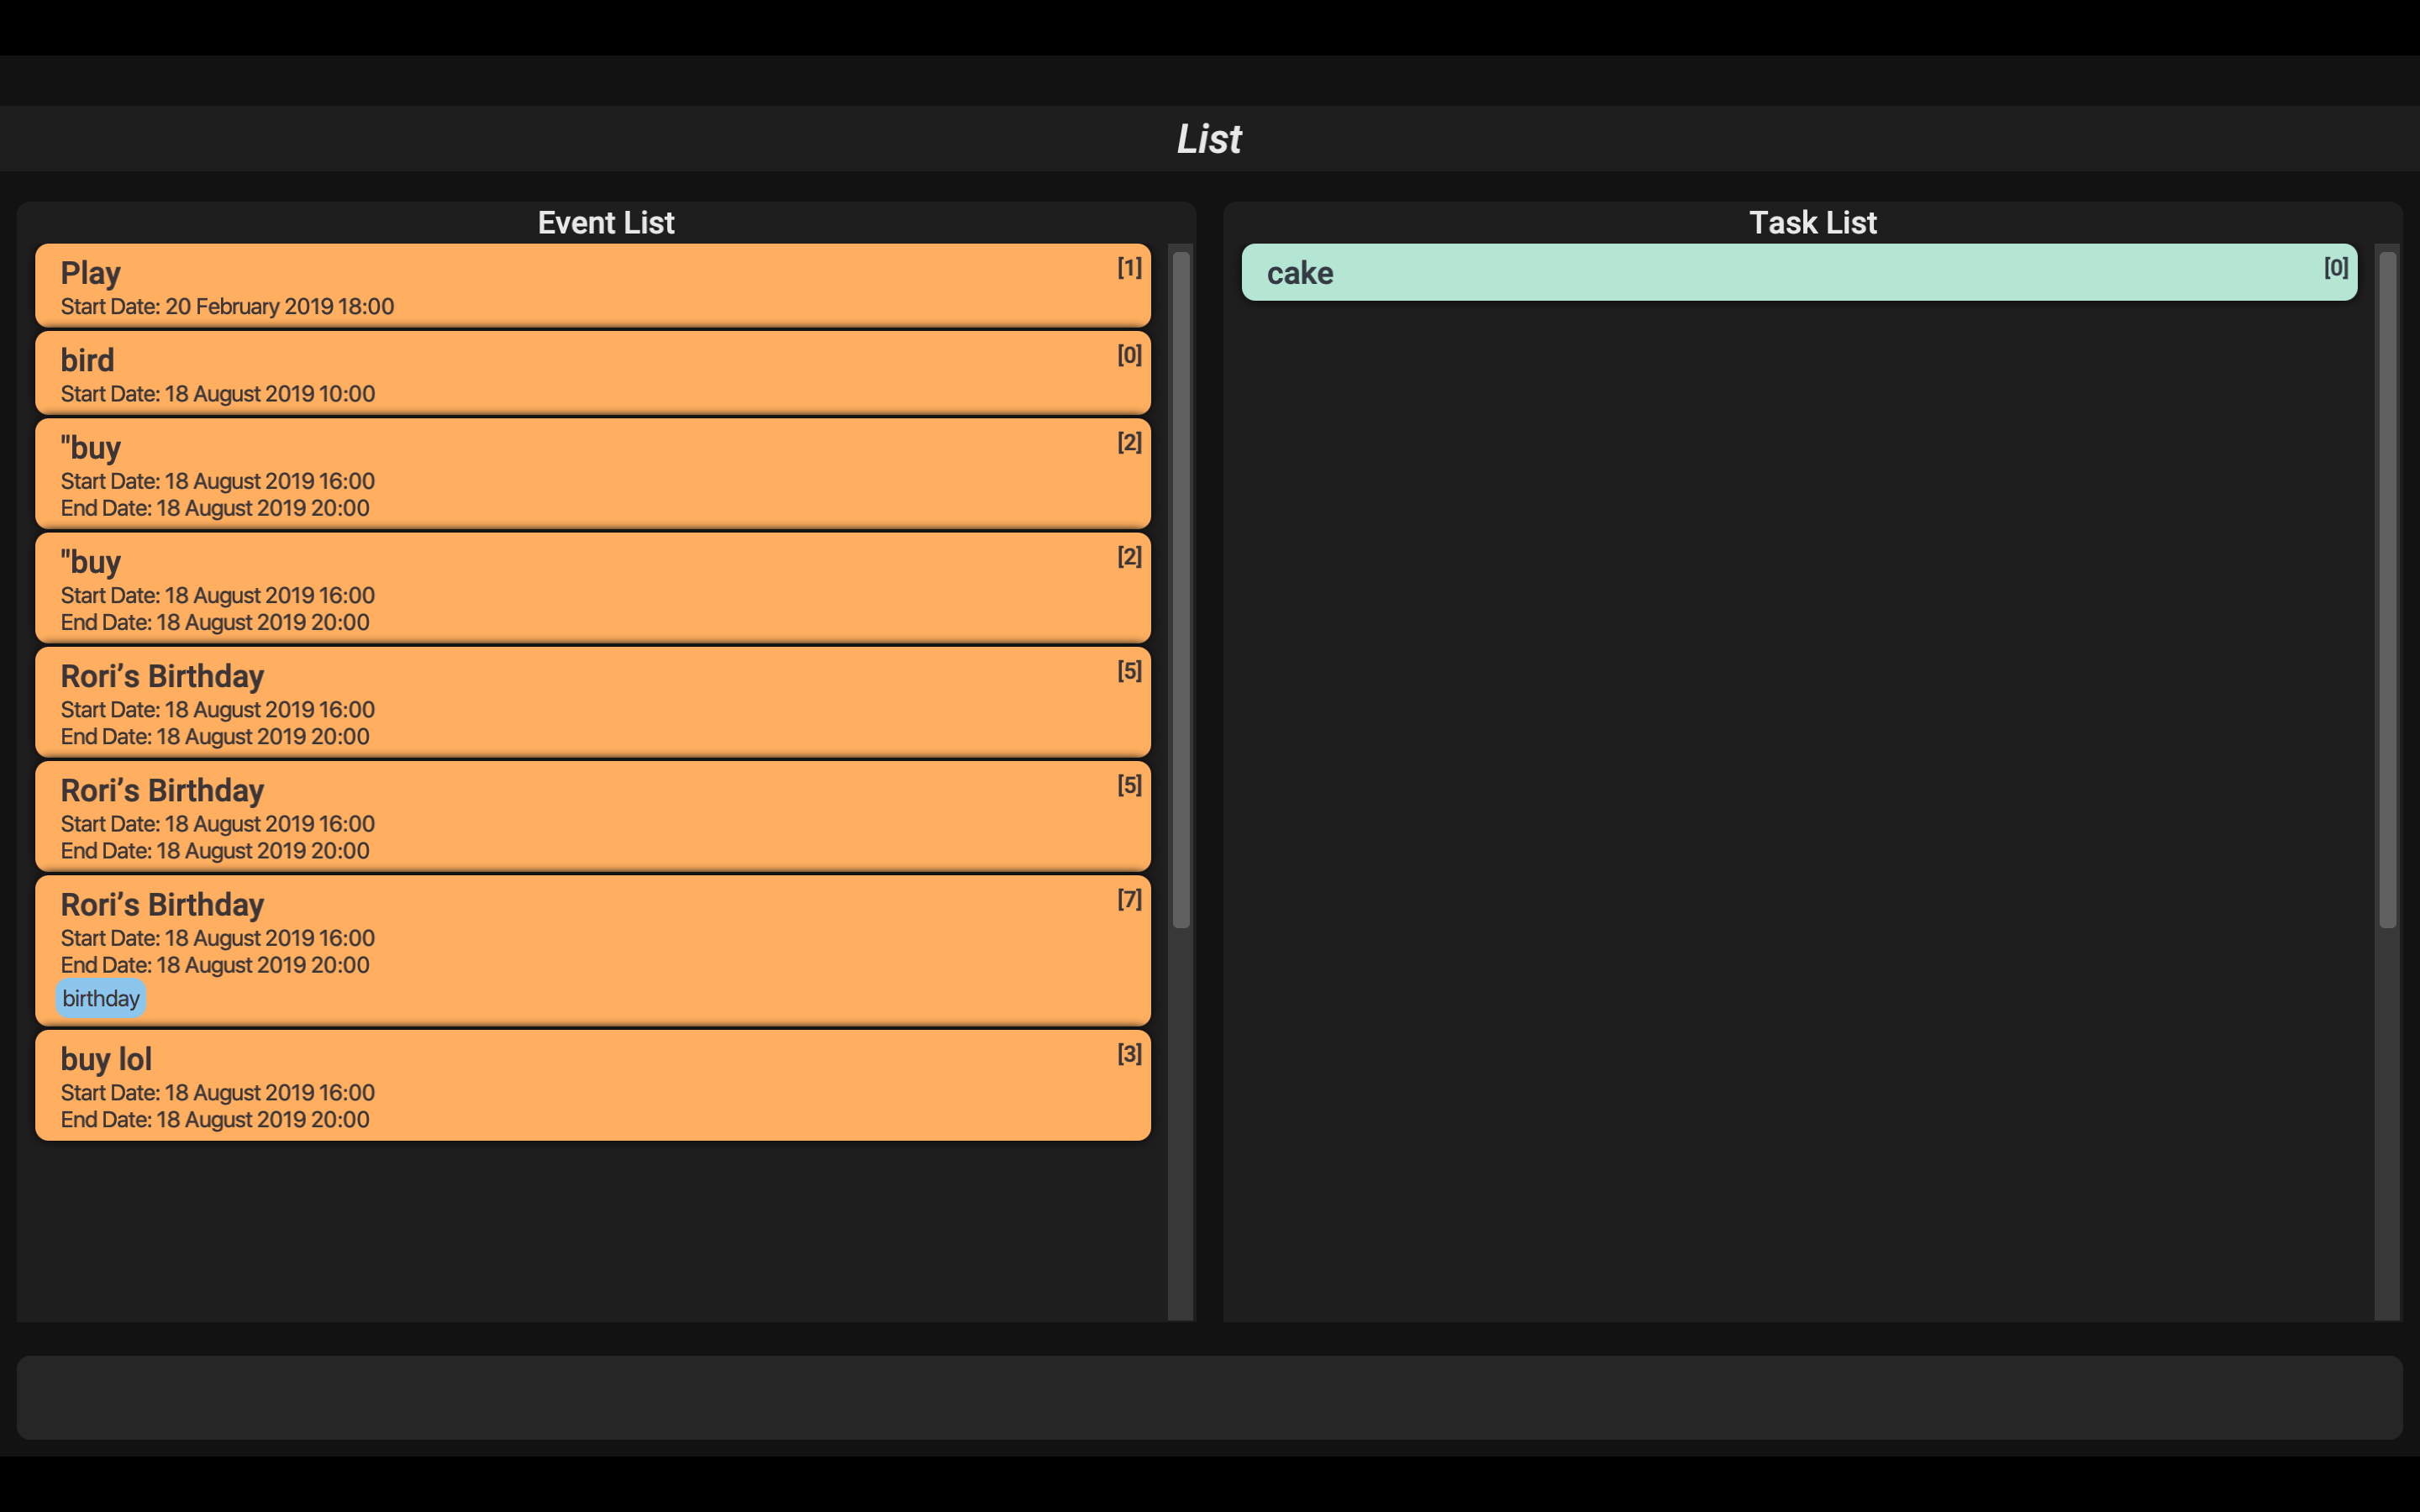 List
Event List
Play [1]
Start Date: 20 February 2019 18:00
bird [0]
Start Date: 18 August 2019 10:00
"buy [2]
Start Date: 18 August 2019 16:00
End Date: 18 August 2019 20:00
"buy [2]
Start Date: 18 August 2019 16:00
End Date: 18 August 2019 20:00
Rori’s Birthday [5]
Start Date: 18 August 2019 16:00
End Date: 18 August 2019 20:00
Rori’s Birthday [5]
Start Date: 18 August 2019 16:00
End Date: 18 August 2019 20:00
Rori’s Birthday [7]
Start Date: 18 August 2019 16:00
End Date: 18 August 2019 20:00
birthday
buy lol [3]
Start Date: 18 August 2019 16:00
End Date: 18 August 2019 20:00
Task List
cake [0]